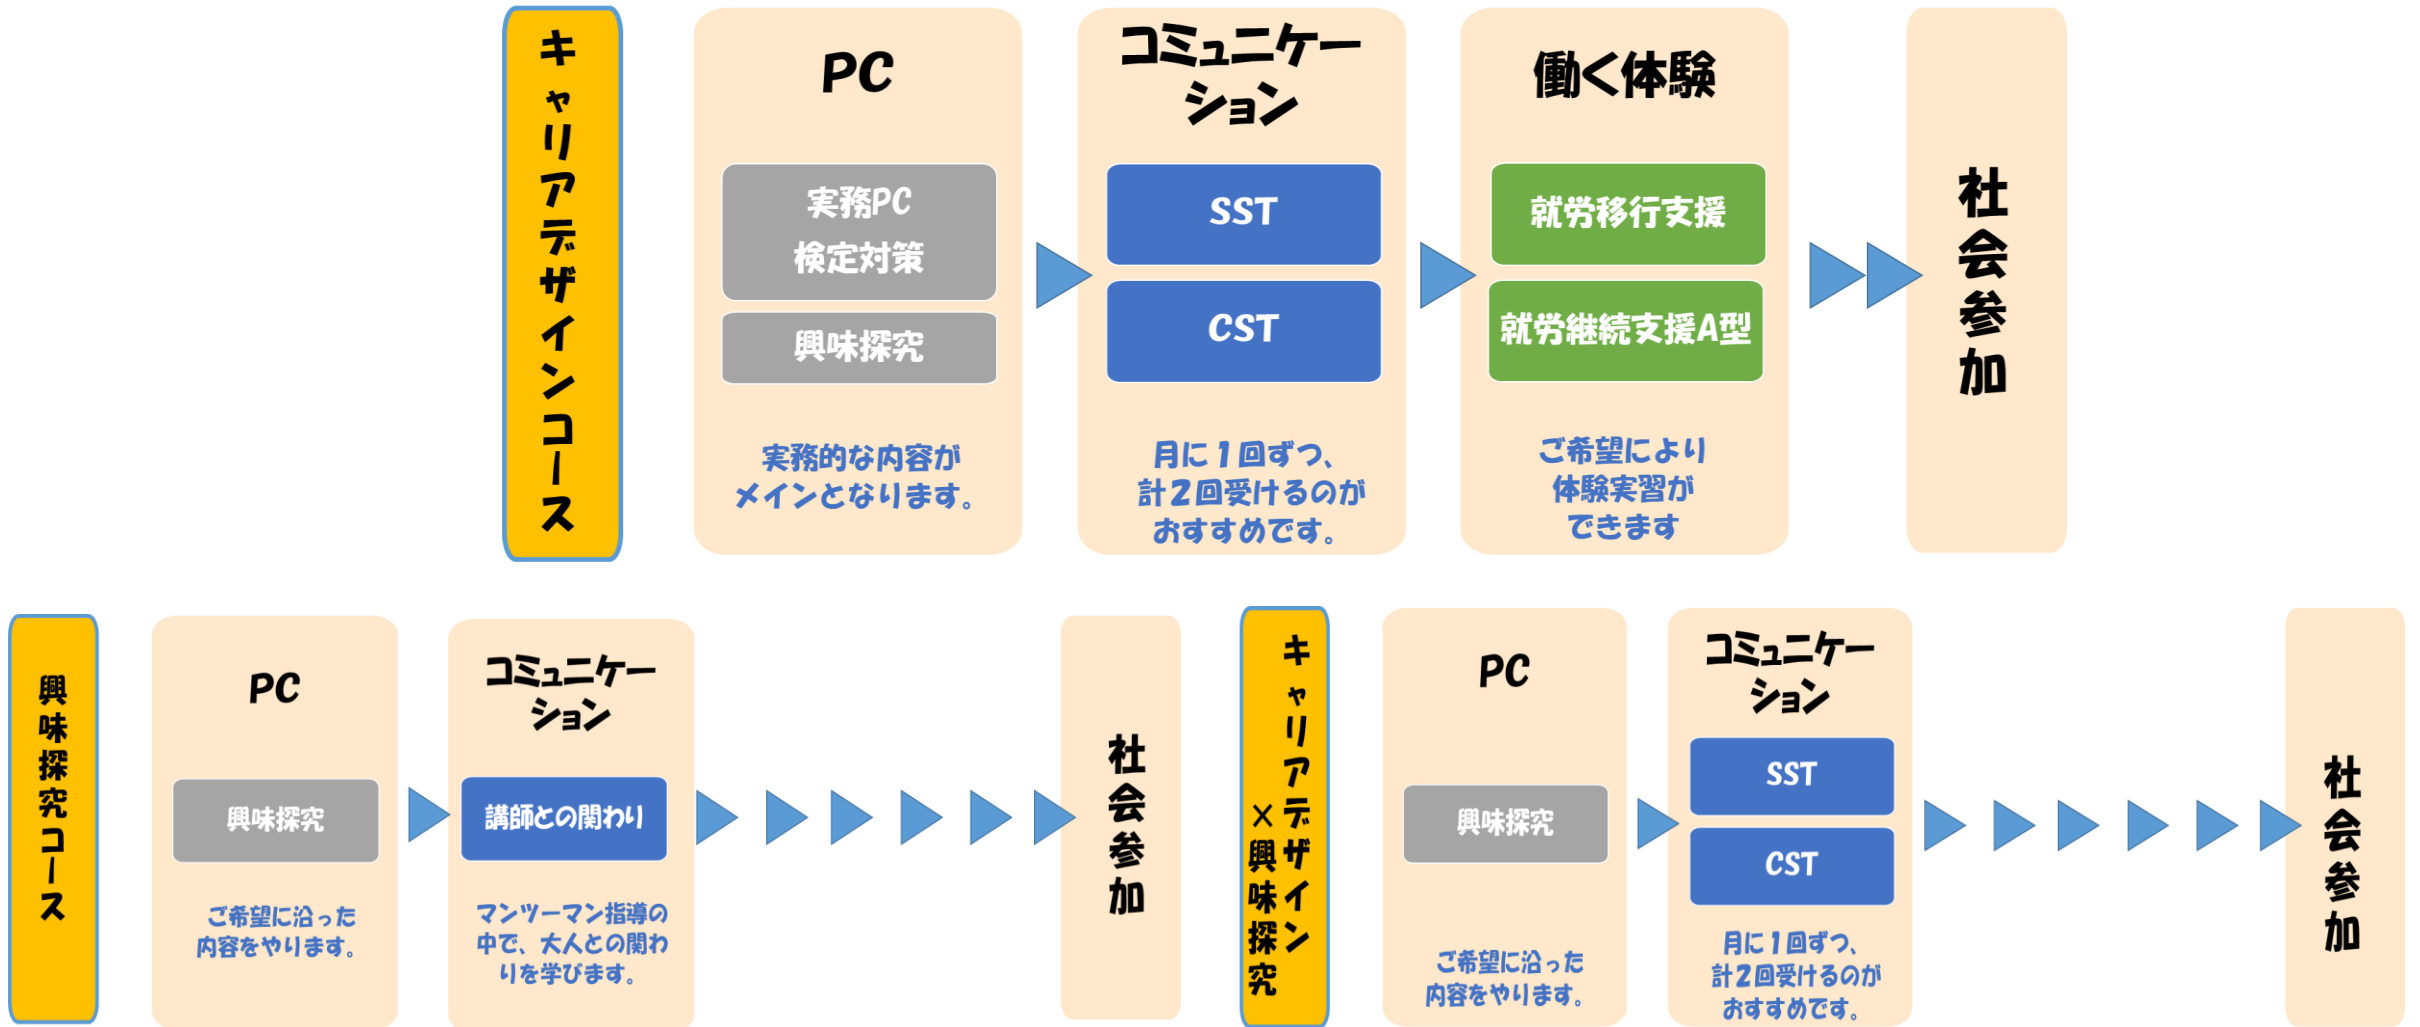 キャリアデザインコース
PC
実務PC
検定対策
興味探究
実務的な内容が
メインとなります。
コミュニケー
ション
SST
CST
月に1回ずつ、
計2回受けるのが
おすすめです。
働く体験
就労移行支援
就労継続支援A型
ご希望により
体験実習が
できます
社会参加
興味探究コース
PC
興味探究
ご希望に沿った
内容をやります。
コミュニケー
ション
講師との関わり
マンツーマン指導の
中で、大人との関わ
りを学びます。
社会参加
キャリアデザイン
×興味探究
PC
興味探究
ご希望に沿った
内容をやります。
コミュニケー
ション
SST
CST
月に1回ずつ、
計2回受けるのが
おすすめです。
社会参加